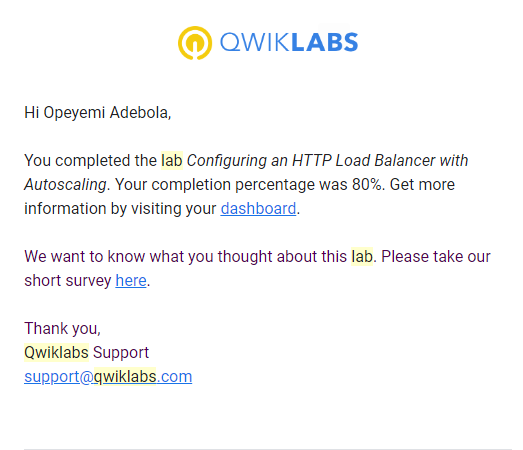 QWIKLABS
Hi Opeyemi Adebola,
You completed the lab Configuring an HTTP Load Balancer with
Autoscaling. Your completion percentage was 80%. Get more
information by visiting your dashboard.
We want to know what you thought about this lab. Please take our
short survey here.
Thank you,
Qwiklabs Support
support@qwiklabs.com